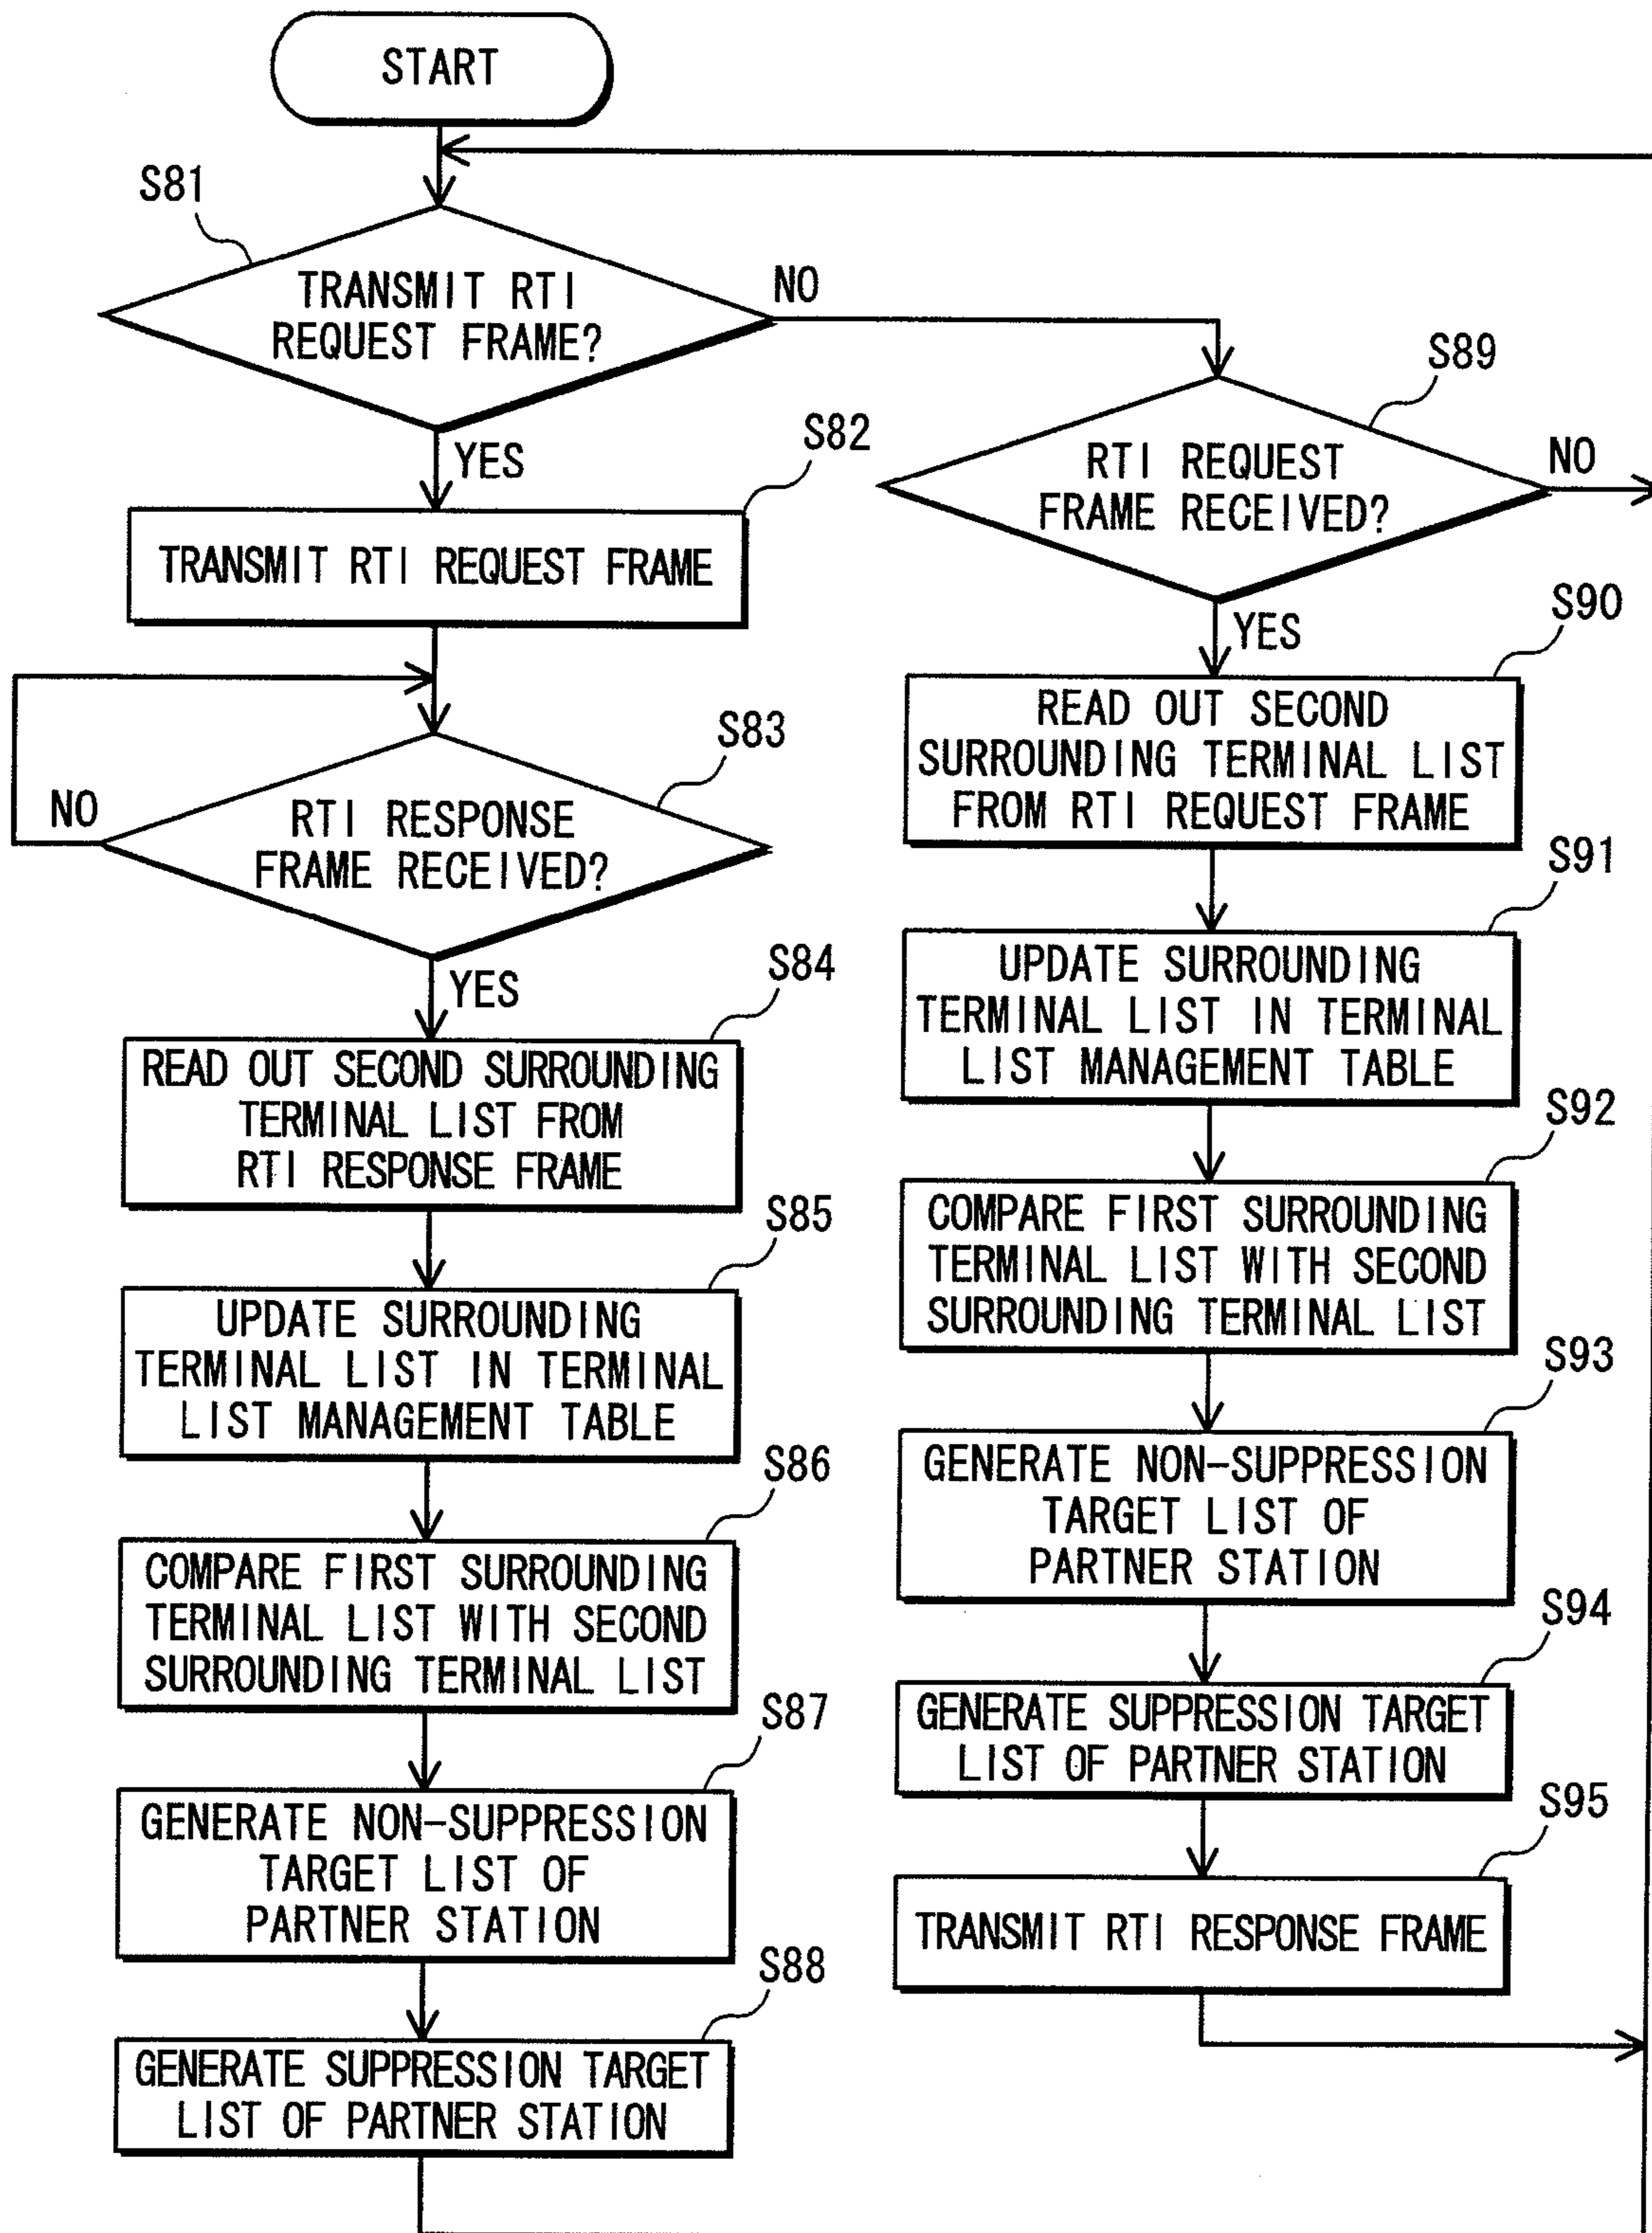 START
S81
TRANSMIT RTI
REQUEST FRAME?
NO
YES
S82
TRANSMIT RTI REQUEST FRAME
S83
RTI RESPONSE
FRAME RECEIVED?
NO
YES
S84
READ OUT SECOND SURROUNDING
TERMINAL LIST FROM
RTI RESPONSE FRAME
S85
UPDATE SURROUNDING
TERMINAL LIST IN TERMINAL
LIST MANAGEMENT TABLE
S86
COMPARE FIRST SURROUNDING
TERMINAL LIST WITH SECOND
SURROUNDING TERMINAL LIST
S87
GENERATE NON-SUPPRESSION
TARGET LIST OF
PARTNER STATION
S88
GENERATE SUPPRESSION TARGET
LIST OF PARTNER STATION
S89
RTI REQUEST
FRAME RECEIVED?
NO
YES
S90
READ OUT SECOND
SURROUNDING TERMINAL LIST
FROM RTI REQUEST FRAME
S91
UPDATE SURROUNDING
TERMINAL LIST IN TERMINAL
LIST MANAGEMENT TABLE
S92
COMPARE FIRST SURROUNDING
TERMINAL LIST WITH SECOND
SURROUNDING TERMINAL LIST
S93
GENERATE NON-SUPPRESSION
TARGET LIST OF
PARTNER STATION
S94
GENERATE SUPPRESSION TARGET
LIST OF PARTNER STATION
S95
TRANSMIT RTI RESPONSE FRAME